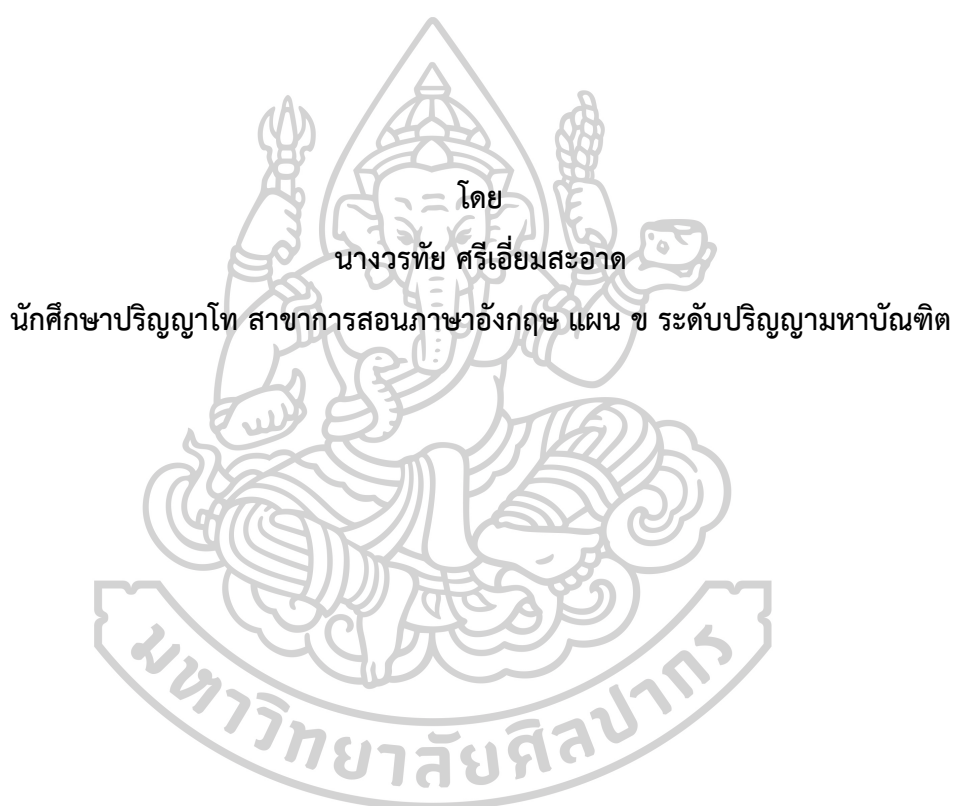 โดย
นางวรทัย ศรีเอี่ยมสะอาด
นักศึกษาปริญญาโท สาขาการสอนภาษาอังกฤษ แผน ข ระดับปริญญามหาบัณฑิต
มหาวิทยาลัยศิลปากร